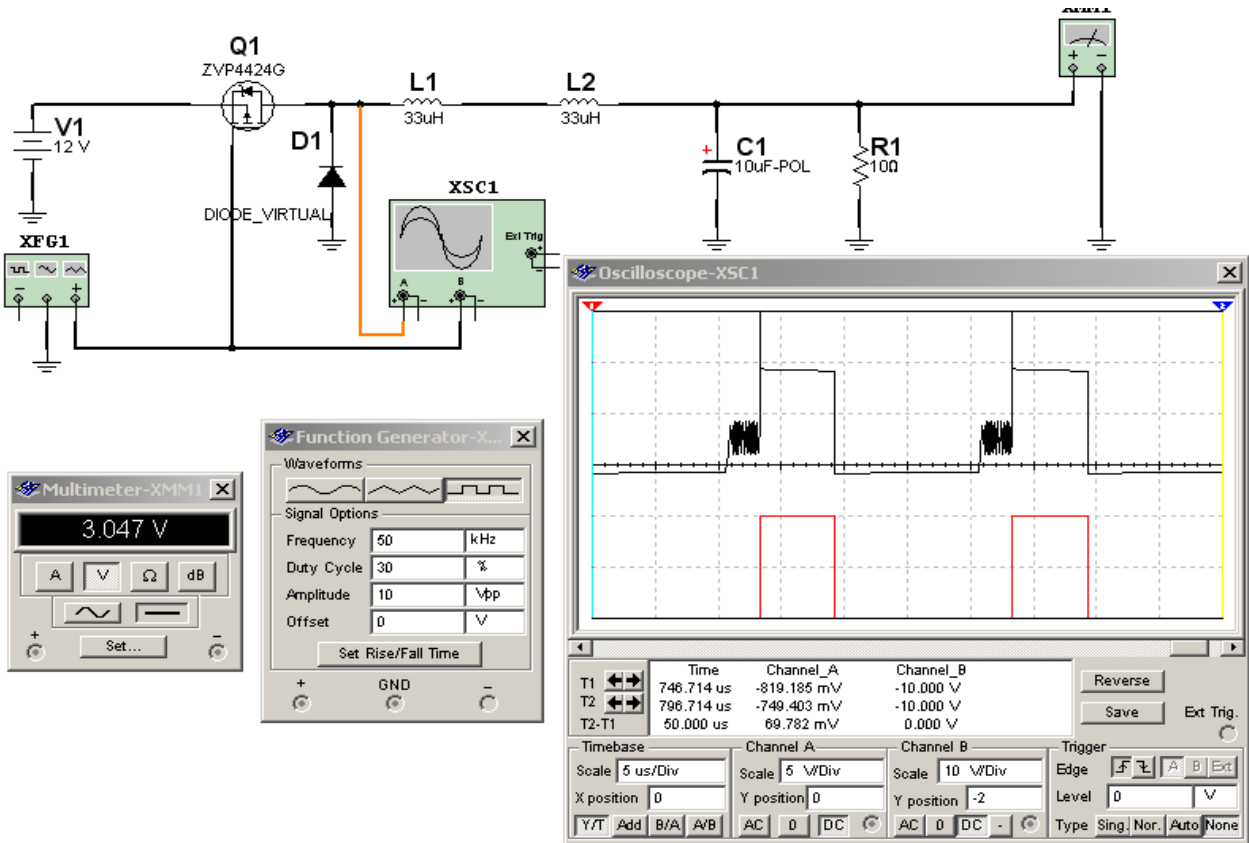 XMM1
Q1
ZVP4424G
L1
33uH
L2
33uH
V1
12 V
D1
DIODE_VIRTUAL
C1
10uF-POL
R1
10Ω
XSC1
Ext Trig
A
B
XFG1
Oscilloscope-XSC1
Function Generator-X...
Waveforms
Signal Options
Frequency 50 kHz
Duty Cycle 30 %
Amplitude 10 Vpp
Offset 0 V
Set Rise/Fall Time
+ GND -
Multimeter-XMM1
3.047 V
A V Ω dB
+ Set... -
Time Channel_A Channel_B
T1 746.714 us -819.185 mV -10.000 V
T2 796.714 us -749.403 mV -10.000 V
T2-T1 50.000 us 69.782 mV 0.000 V
Reverse
Save
Ext Trig.
Timebase
Scale 5 us/Div
X position 0
Y/T Add B/A A/B
Channel A
Scale 5 V/Div
Y position 0
AC 0 DC
Channel B
Scale 10 V/Div
Y position -2
AC 0 DC -
Trigger
Edge A B Ext
Level 0 V
Type Sing. Nor. Auto None